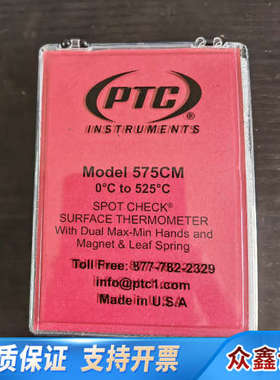 PTC®
INSTRUMENTS
Model 575CM
0°C to 525°C
SPOT CHECK®
SURFACE THERMOMETER
With Dual Max-Min Hands and
Magnet & Leaf Spring
Toll Free: 877-782-2329
info@ptc1.com
Made in U.S.A
质保证 支持开票 众鑫